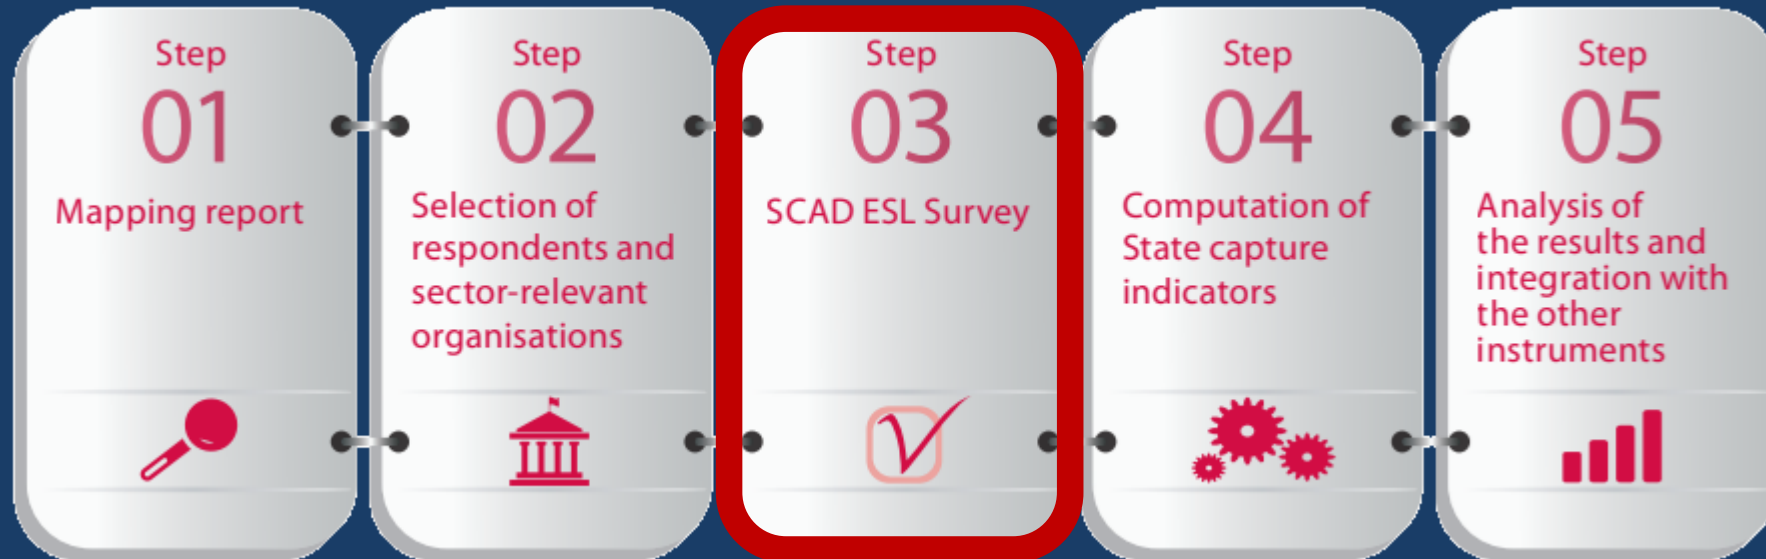 Step
01
Mapping report
Step
02
Selection of
respondents and
sector-relevant
organisations
Step
03
SCAD ESL Survey
Step
04
Computation of
State capture
indicators
Step
05
Analysis of
the results and
integration with
the other
instruments